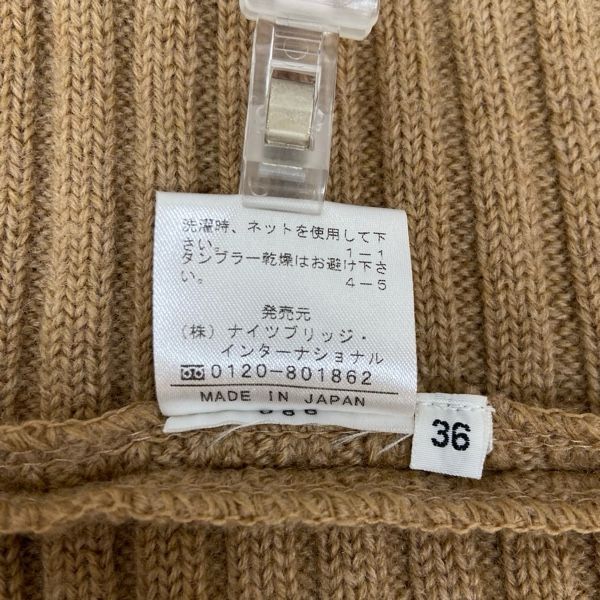 洗濯時、ネットを使用して下
さい。 1-1
タンブラー乾燥はお避け下さ
い。 4-5
発売元
(株)ナイツブリッジ・
インターナショナル
0120-801862
MADE IN JAPAN
36